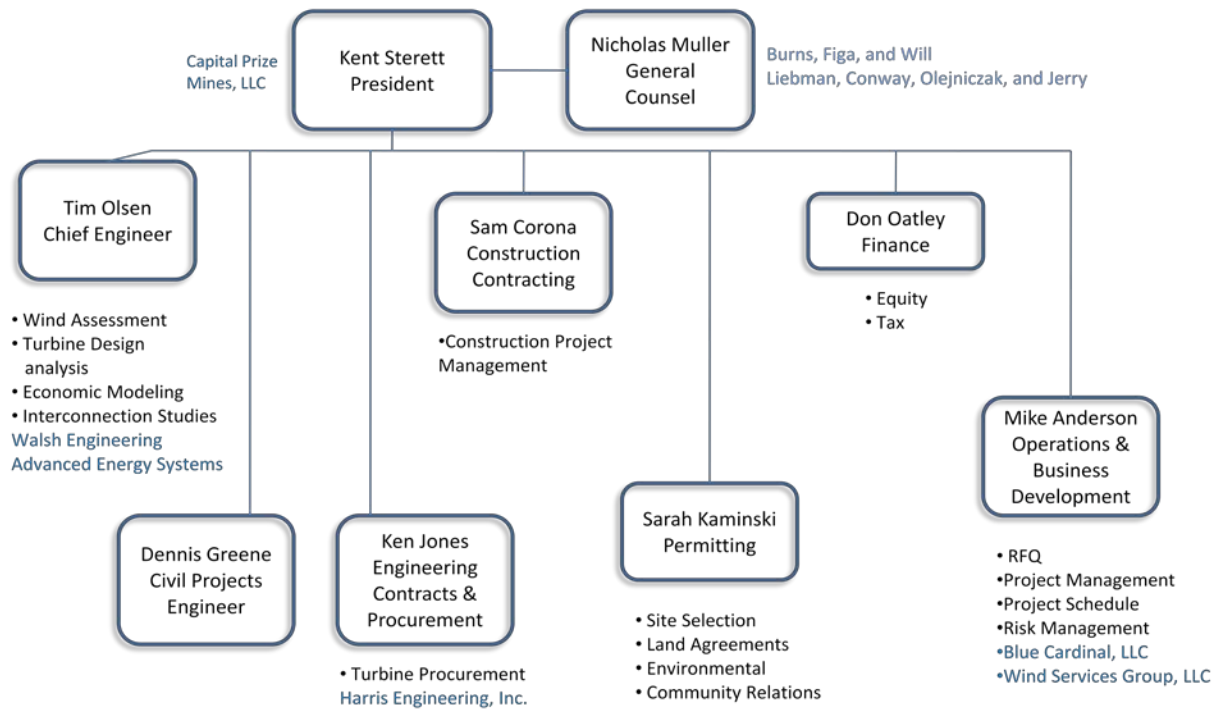 Capital Prize
Mines, LLC
Kent Sterett
President
Nicholas Muller
General
Counsel
Burns, Figa, and Will
Liebman, Conway, Olejniczak, and Jerry
Tim Olsen
Chief Engineer
• Wind Assessment
• Turbine Design
analysis
• Economic Modeling
• Interconnection Studies
Walsh Engineering
Advanced Energy Systems
Dennis Greene
Civil Projects
Engineer
Ken Jones
Engineering
Contracts &
Procurement
• Turbine Procurement
Harris Engineering, Inc.
Sam Corona
Construction
Contracting
•Construction Project
Management
Sarah Kaminski
Permitting
• Site Selection
• Land Agreements
• Environmental
• Community Relations
Don Oatley
Finance
• Equity
• Tax
Mike Anderson
Operations &
Business
Development
• RFQ
•Project Management
•Project Schedule
•Risk Management
•Blue Cardinal, LLC
•Wind Services Group, LLC